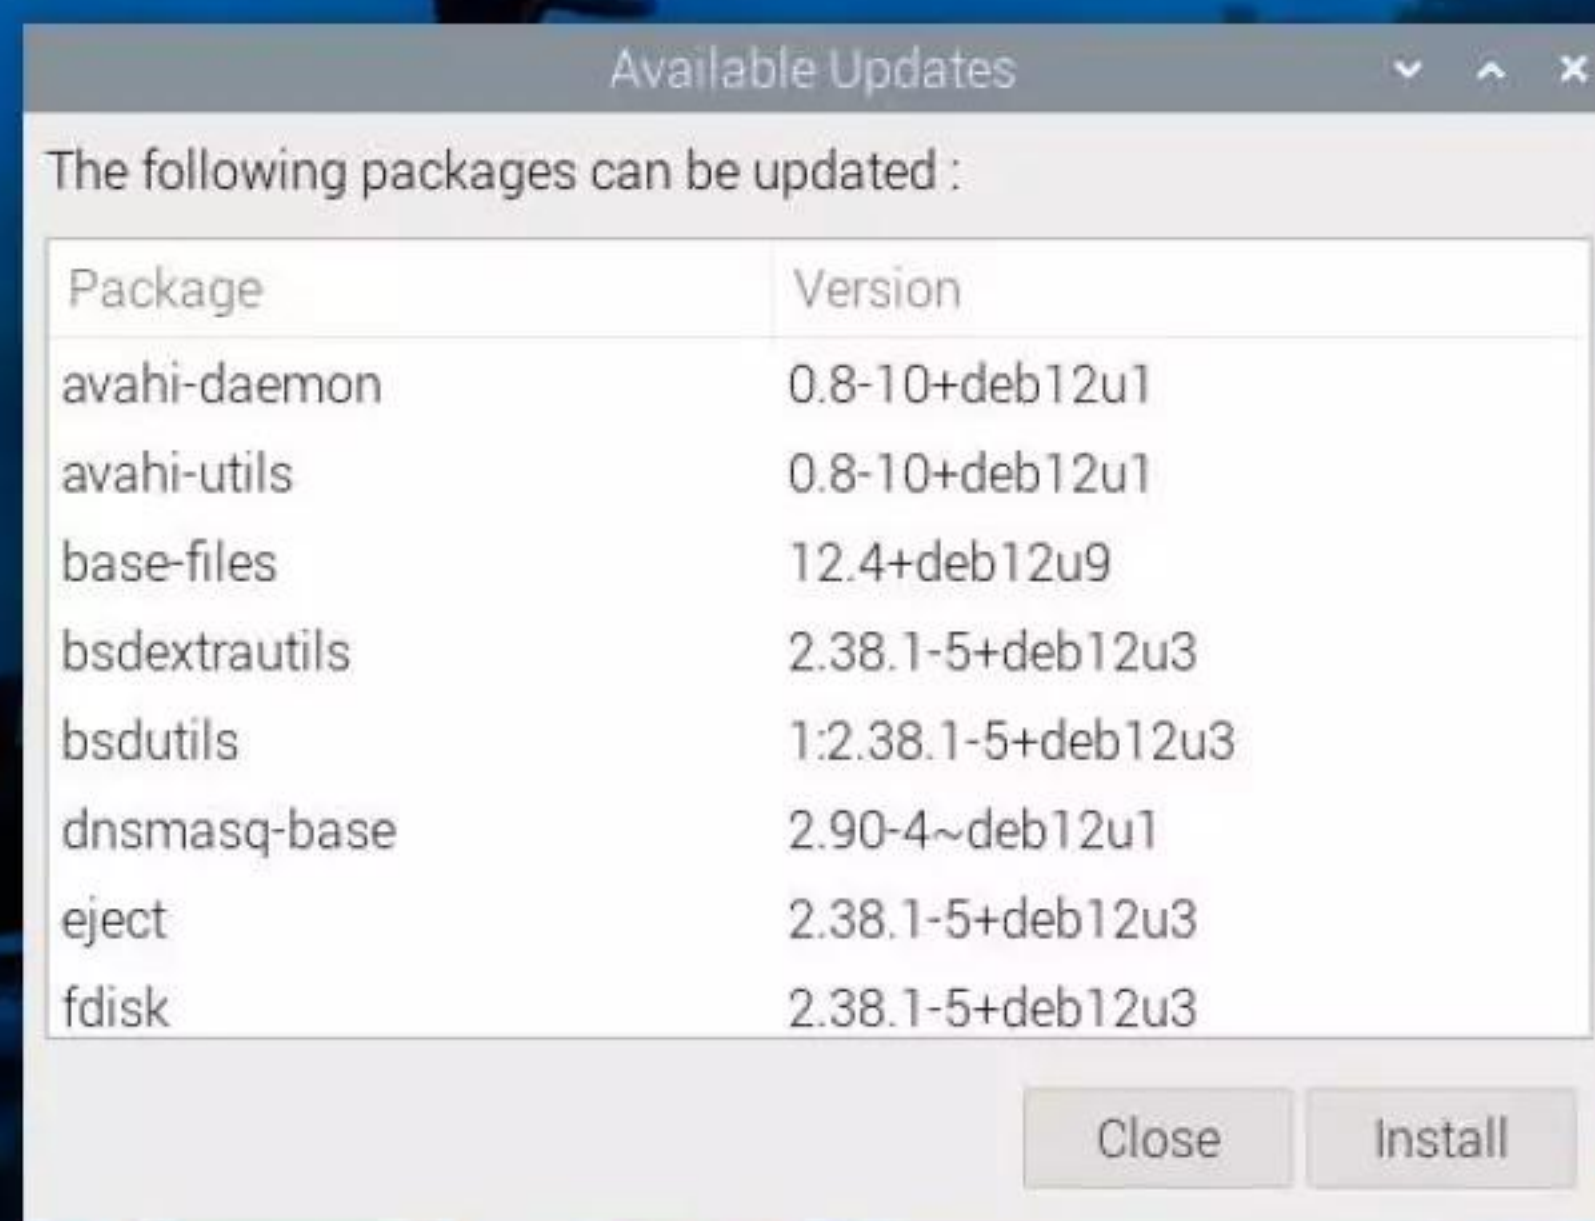 Available Updates
The following packages can be updated :
Package Version
avahi-daemon 0.8-10+deb12u1
avahi-utils 0.8-10+deb12u1
base-files 12.4+deb12u9
bsdextrautils 2.38.1-5+deb12u3
bsdutils 1:2.38.1-5+deb12u3
dnsmasq-base 2.90-4~deb12u1
eject 2.38.1-5+deb12u3
fdisk 2.38.1-5+deb12u3
Close Install